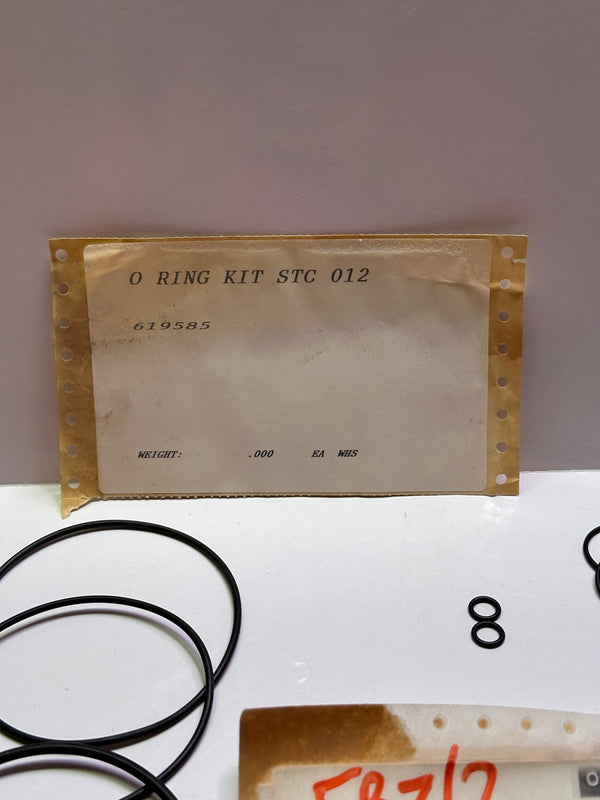 O RING KIT STC 012
619585
WEIGHT: .000 EA WHS